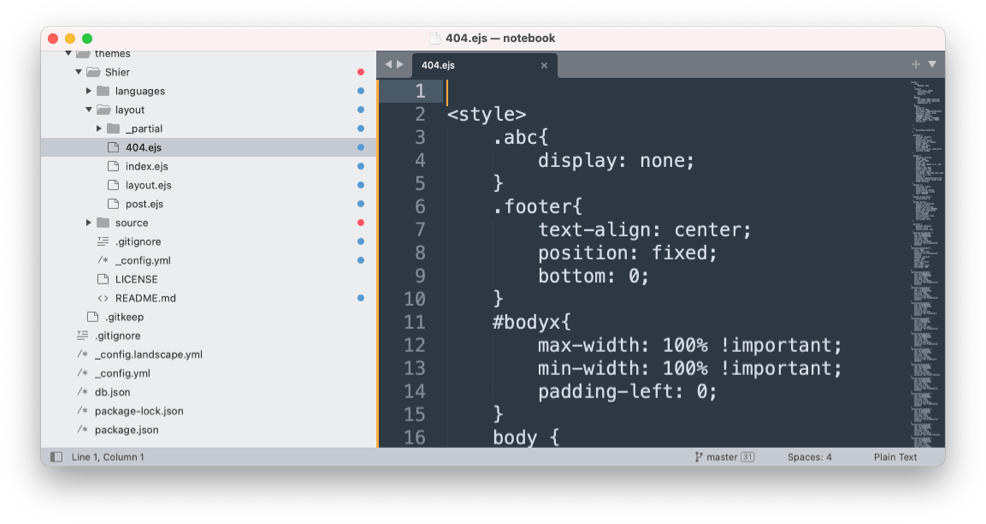 404.ejs — notebook
themes
Shier
languages
layout
_partial
404.ejs
index.ejs
layout.ejs
post.ejs
source
.gitignore
/* _config.yml
LICENSE
<> README.md
.gitkeep
.gitignore
/* _config.landscape.yml
/* _config.yml
/* db.json
/* package-lock.json
/* package.json
404.ejs ×
1
2 <style>
3 .abc{
4 display: none;
5 }
6 .footer{
7 text-align: center;
8 position: fixed;
9 bottom: 0;
10 }
11 #bodyx{
12 max-width: 100% !important;
13 min-width: 100% !important;
14 padding-left: 0;
15 }
16 body {
Line 1, Column 1
master 31
Spaces: 4
Plain Text